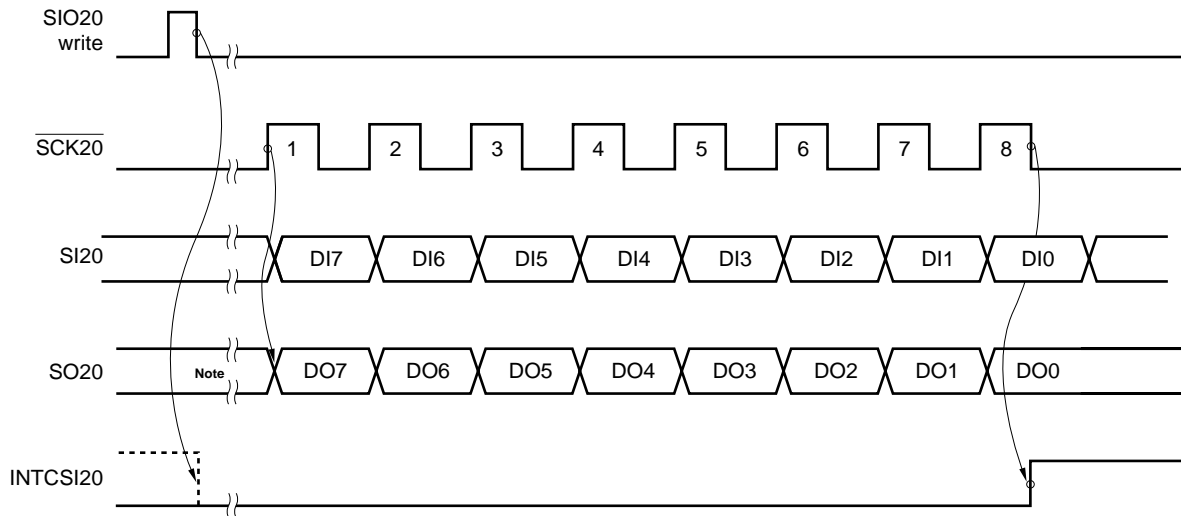 SIO20
write
SCK20
1 2 3 4 5 6 7 8
SI20
DI7 DI6 DI5 DI4 DI3 DI2 DI1 DI0
SO20
Note DO7 DO6 DO5 DO4 DO3 DO2 DO1 DO0
INTCSI20